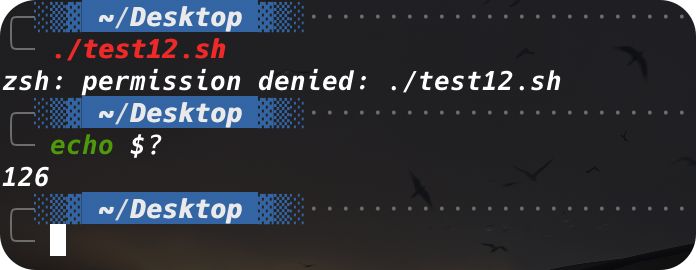 ~/Desktop
./test12.sh
zsh: permission denied: ./test12.sh
~/Desktop
echo $?
126
~/Desktop